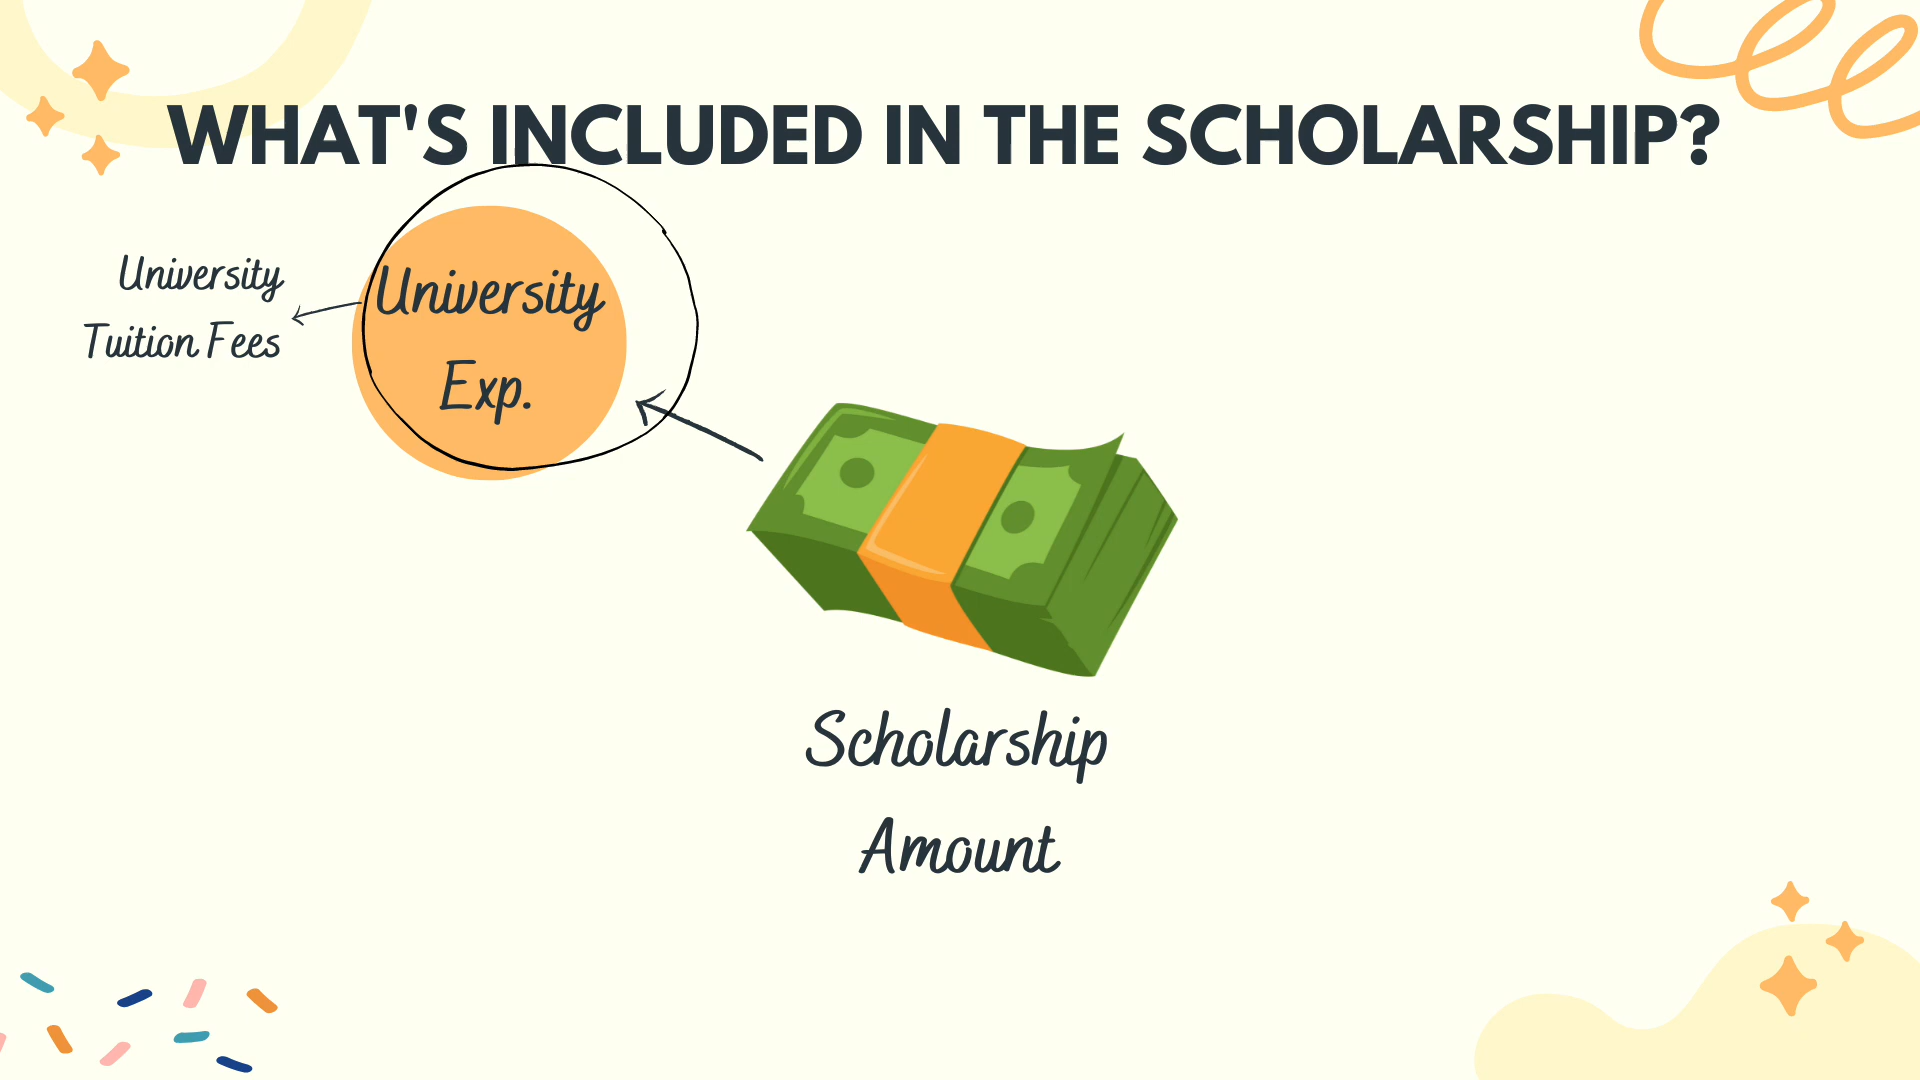 WHAT'S INCLUDED IN THE SCHOLARSHIP?
University
Tuition Fees
University
Exp.
Scholarship
Amount